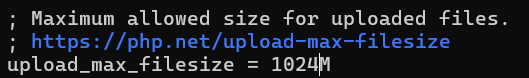 ; Maximum allowed size for uploaded files.
; https://php.net/upload-max-filesize
upload_max_filesize = 1024M